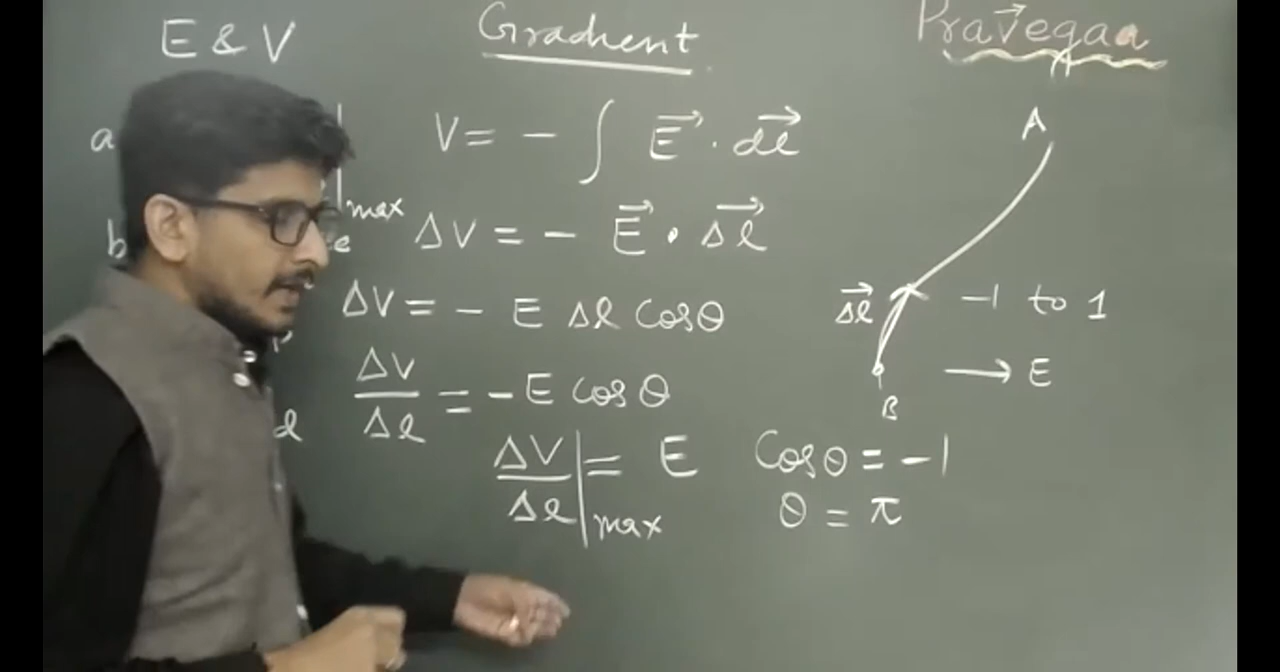 E & V
Gradient
Pravegaa
a
max
b
e
d
V = - ∫ E⃗ . dl⃗
ΔV = - E⃗ . Δl⃗
ΔV = - E Δl Cosθ
ΔV/Δl = - E Cosθ
ΔV/Δl |max = E Cosθ = -1
θ = π
A
Δl⃗ -1 to 1
→ E
B